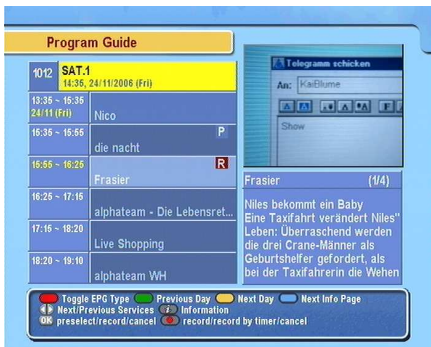 Program Guide
1012 SAT.1
14:35, 24/11/2006 (Fri)
13:35 ~ 15:35
24/11 (Fri)
Nico
15:35 ~ 15:55 P
die nacht
15:55 ~ 16:25 R
Frasier
16:25 ~ 17:15
alphateam - Die Lebensret...
17:15 ~ 18:20
Live Shopping
18:20 ~ 19:10
alphateam WH
Telegramm schicken
An: KaiBlume
Show
Frasier (1/4)
Niles bekommt ein Baby
Eine Taxifahrt verändert Niles"
Leben: Überraschend werden
die drei Crane-Männer als
Geburtshelfer gefordert, als
bei der Taxifahrerin die Wehen
Toggle EPG Type Previous Day Next Day Next Info Page
Next/Previous Services i Information
OK preselect/record/cancel record/record by timer/cancel